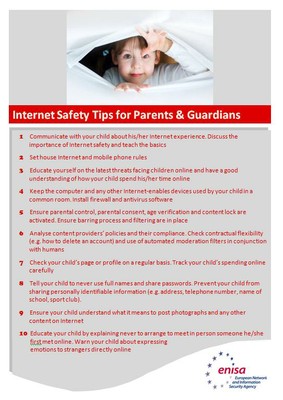 Internet Safety Tips for Parents & Guardians
1 Communicate with your child about his/her Internet experience. Discuss the
importance of Internet safety and teach the basics
2 Set house Internet and mobile phone rules
3 Educate yourself on the latest threats facing children online and have a good
understanding of how your child spend his/her time online
4 Keep the computer and any other Internet-enables devices used by your child in a
common room. Install firewall and antivirus software
5 Ensure parental control, parental consent, age verification and content lock are
activated. Ensure barring process and filtering are in place
6 Analyse content providers' policies and their compliance. Check contractual flexibility
(e.g. how to delete an account) and use of automated moderation filters in conjunction
with humans
7 Check your child's page or profile on a regular basis. Track your child's spending online
carefully
8 Tell your child to never use full names and share passwords. Prevent your child from
sharing personally identifiable information (e.g. address, telephone number, name of
school, sport club).
9 Ensure your child understand what it means to post photographs and any other
content on Internet
10 Educate your child by explaining never to arrange to meet in person someone he/she
first met online. Warn your child about expressing
emotions to strangers directly online
enisa
European Network
and Information
Security Agency